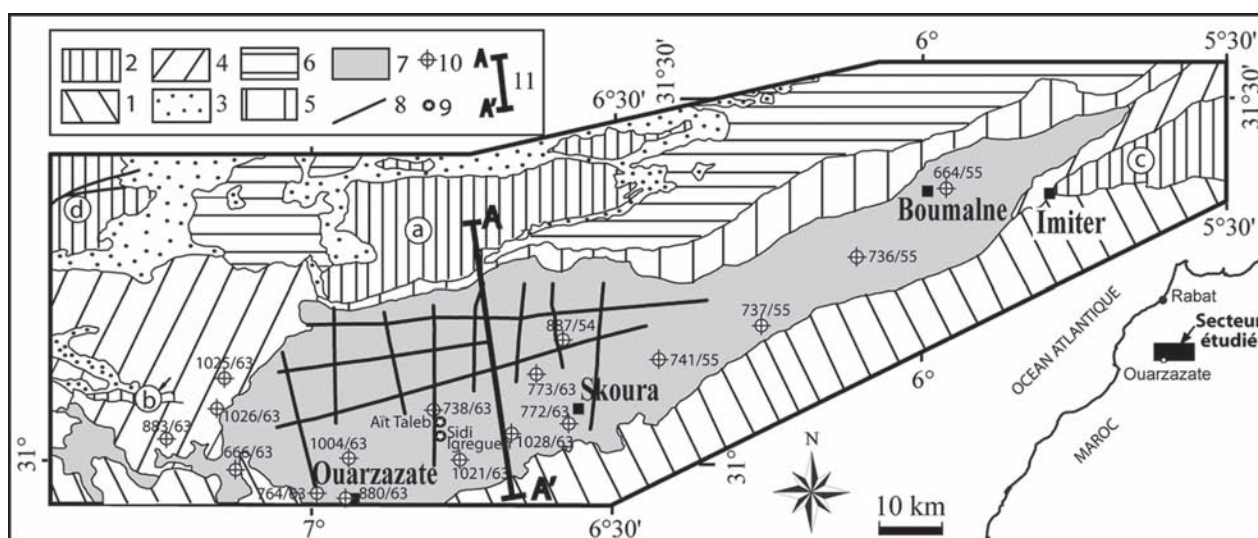 2 4 6 7 10 A 11
1 3 5 8 9 A'
6°30'
31°30'
6°
5°30'
31°30'
d
a
A
c
664/55
Boumalne
Imiter
5°30'
736/55
737/55
887/54
741/55
1025/63
773/63
Skoura
1026/63
b
738/63
Aït Taleb
772/63
883/63
Sidi
Igreguer
1028/63
1004/63
666/63
1021/63
Ouarzazate
764/63
880/63
A'
31°
31°
7°
6°30'
6°
N
10 km
OCEAN ATLANTIQUE
Rabat
Secteur
étudié
Ouarzazate
MAROC